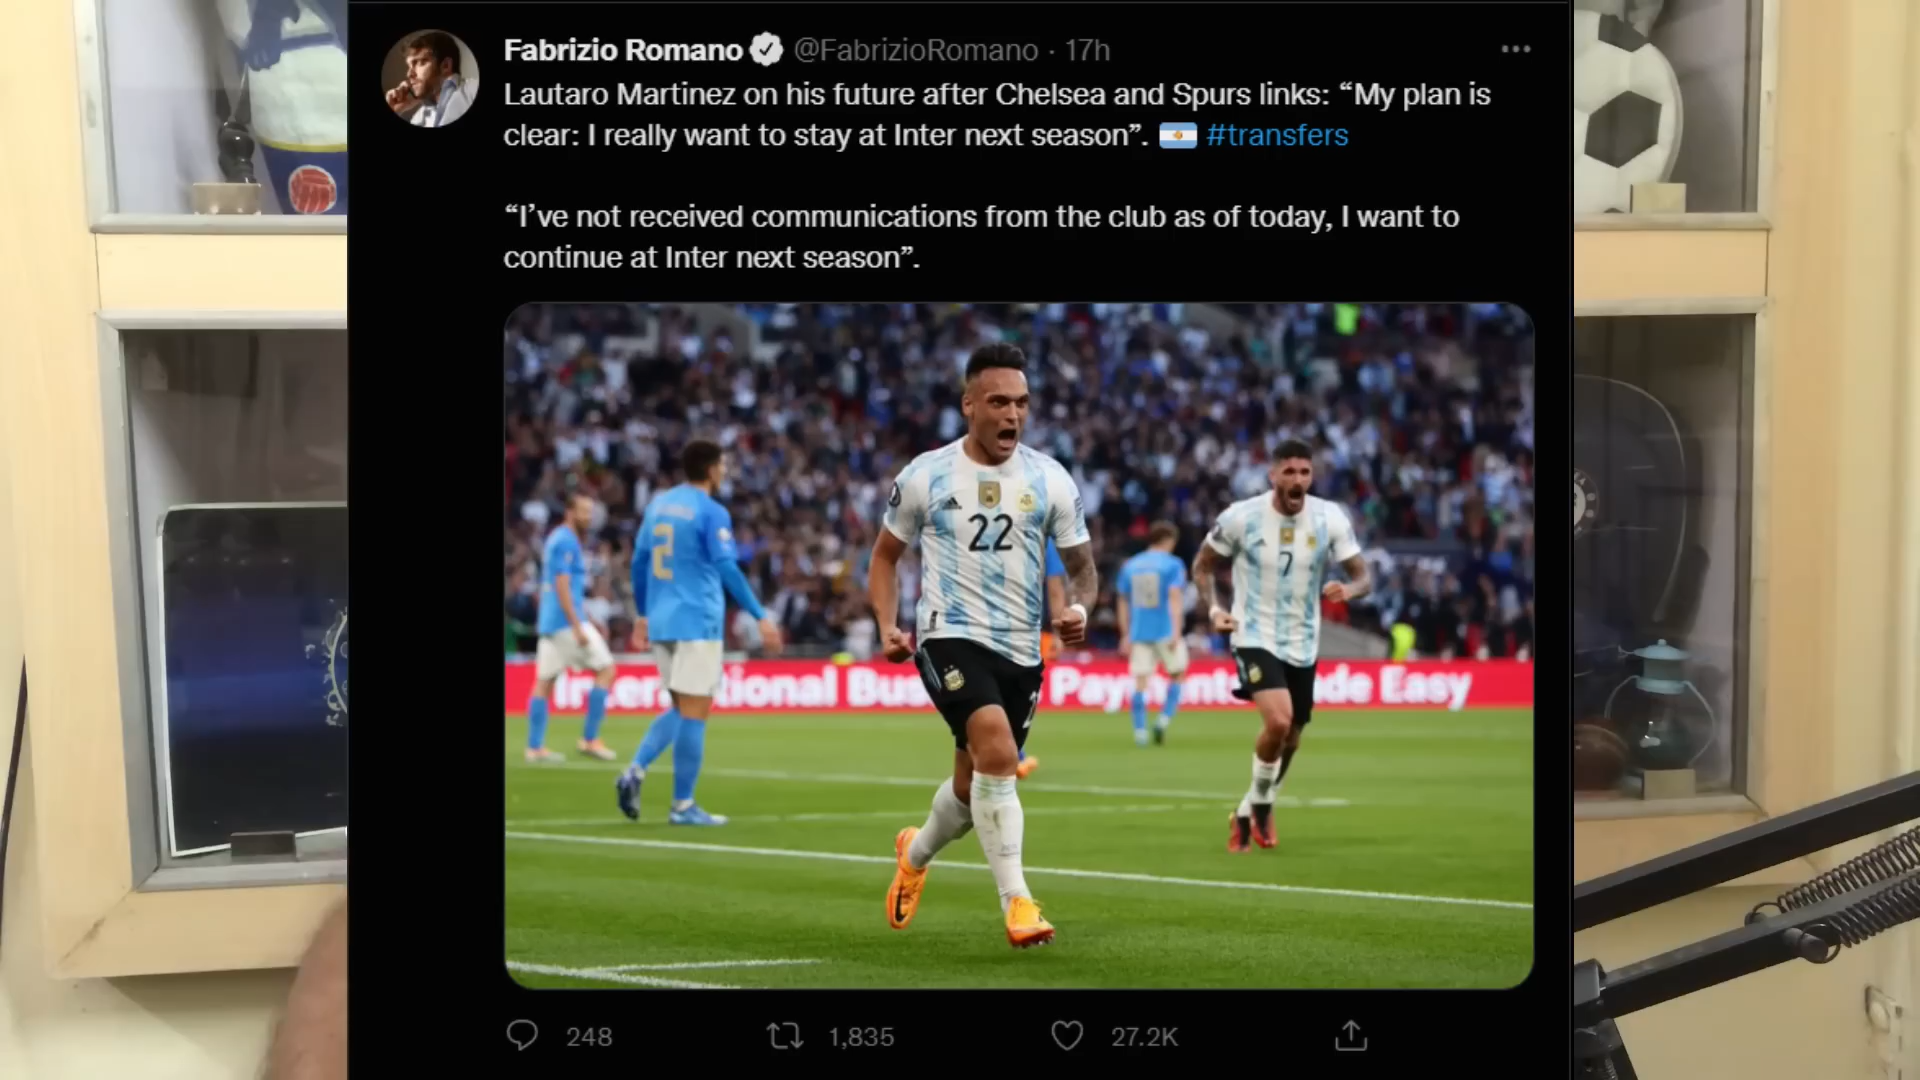 Fabrizio Romano @FabrizioRomano · 17h
Lautaro Martinez on his future after Chelsea and Spurs links: “My plan is
clear: I really want to stay at Inter next season”. 🇦🇷 #transfers
“I’ve not received communications from the club as of today, I want to
continue at Inter next season”.
2
22
7
248 1,835 27.2K